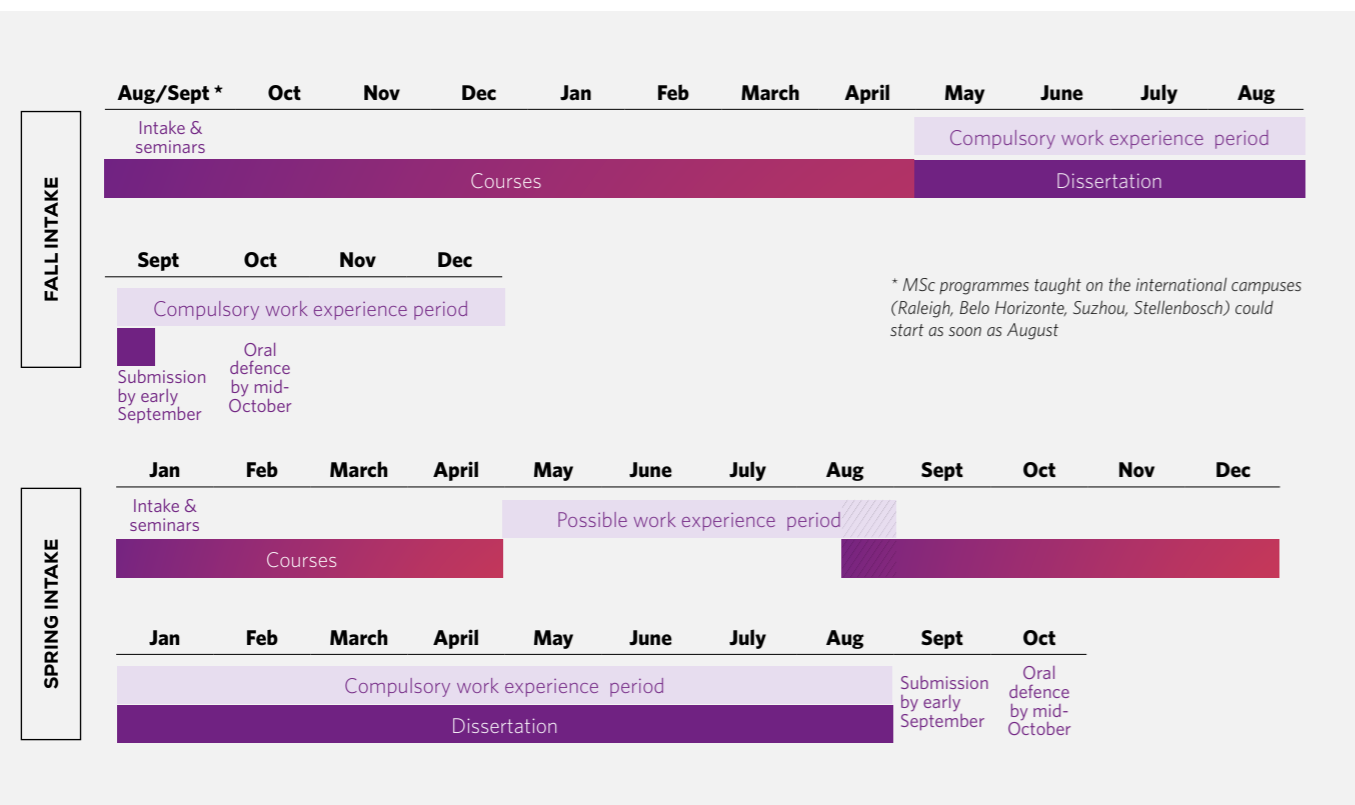 FALL INTAKE
Aug/Sept * Oct Nov Dec Jan Feb March April May June July Aug
Intake &
seminars
Compulsory work experience period
Courses
Dissertation
Sept Oct Nov Dec
Compulsory work experience period
Submission
by early
September
Oral
defence
by mid-
October
* MSc programmes taught on the international campuses
(Raleigh, Belo Horizonte, Suzhou, Stellenbosch) could
start as soon as August
SPRING INTAKE
Jan Feb March April May June July Aug Sept Oct Nov Dec
Intake &
seminars
Possible work experience period
Courses
Jan Feb March April May June July Aug Sept Oct
Compulsory work experience period
Dissertation
Submission
by early
September
Oral
defence
by mid-
October